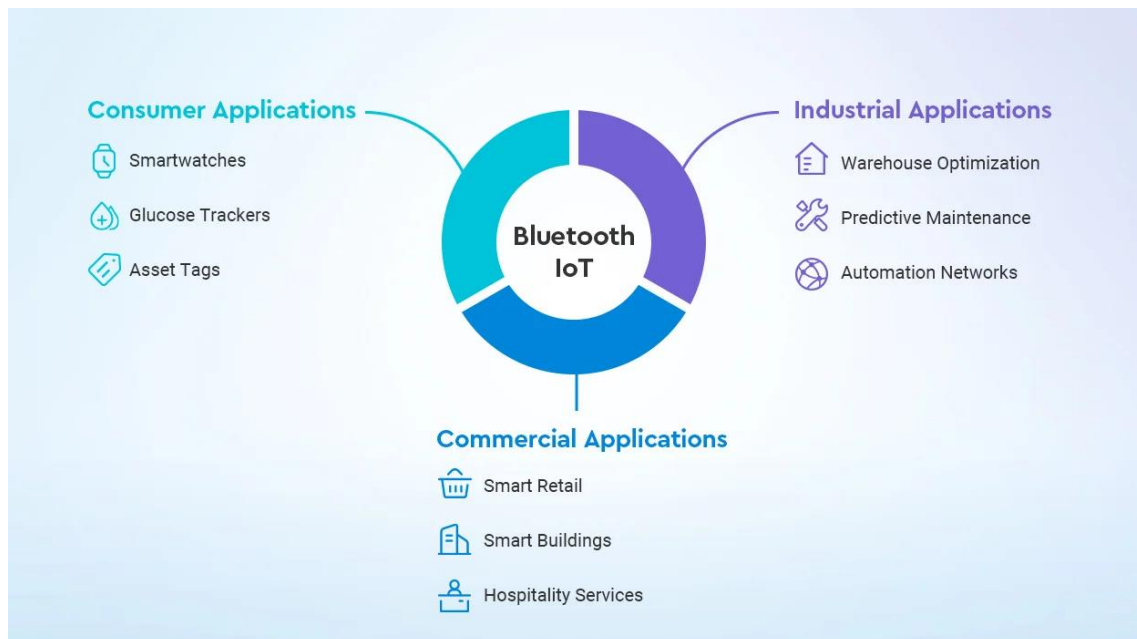 Consumer Applications
Smartwatches
Glucose Trackers
Asset Tags
Bluetooth
IoT
Industrial Applications
Warehouse Optimization
Predictive Maintenance
Automation Networks
Commercial Applications
Smart Retail
Smart Buildings
Hospitality Services